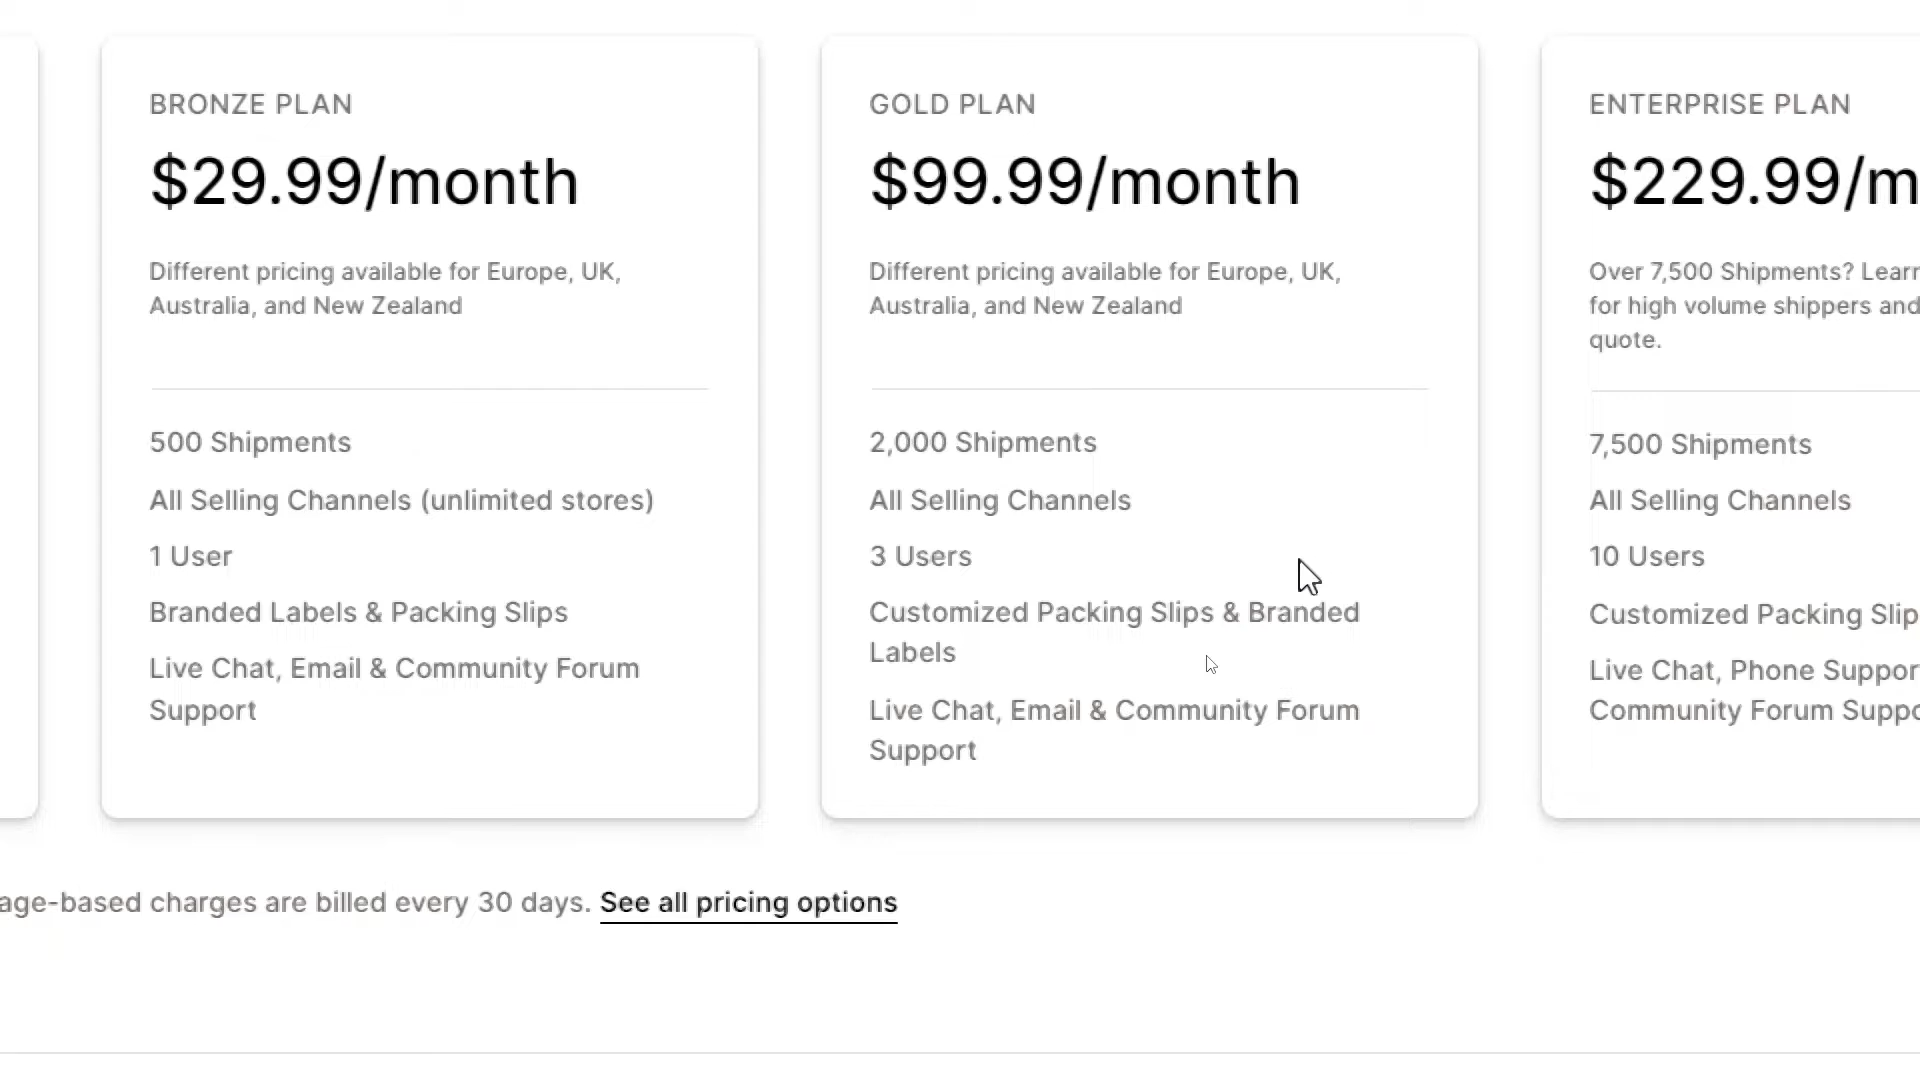 BRONZE PLAN
$29.99/month
Different pricing available for Europe, UK,
Australia, and New Zealand
500 Shipments
All Selling Channels (unlimited stores)
1 User
Branded Labels & Packing Slips
Live Chat, Email & Community Forum
Support
GOLD PLAN
$99.99/month
Different pricing available for Europe, UK,
Australia, and New Zealand
2,000 Shipments
All Selling Channels
3 Users
Customized Packing Slips & Branded
Labels
Live Chat, Email & Community Forum
Support
ENTERPRISE PLAN
$229.99/m
Over 7,500 Shipments? Learn
for high volume shippers and
quote.
7,500 Shipments
All Selling Channels
10 Users
Customized Packing Slip
Live Chat, Phone Suppor
Community Forum Suppo
age-based charges are billed every 30 days. See all pricing options